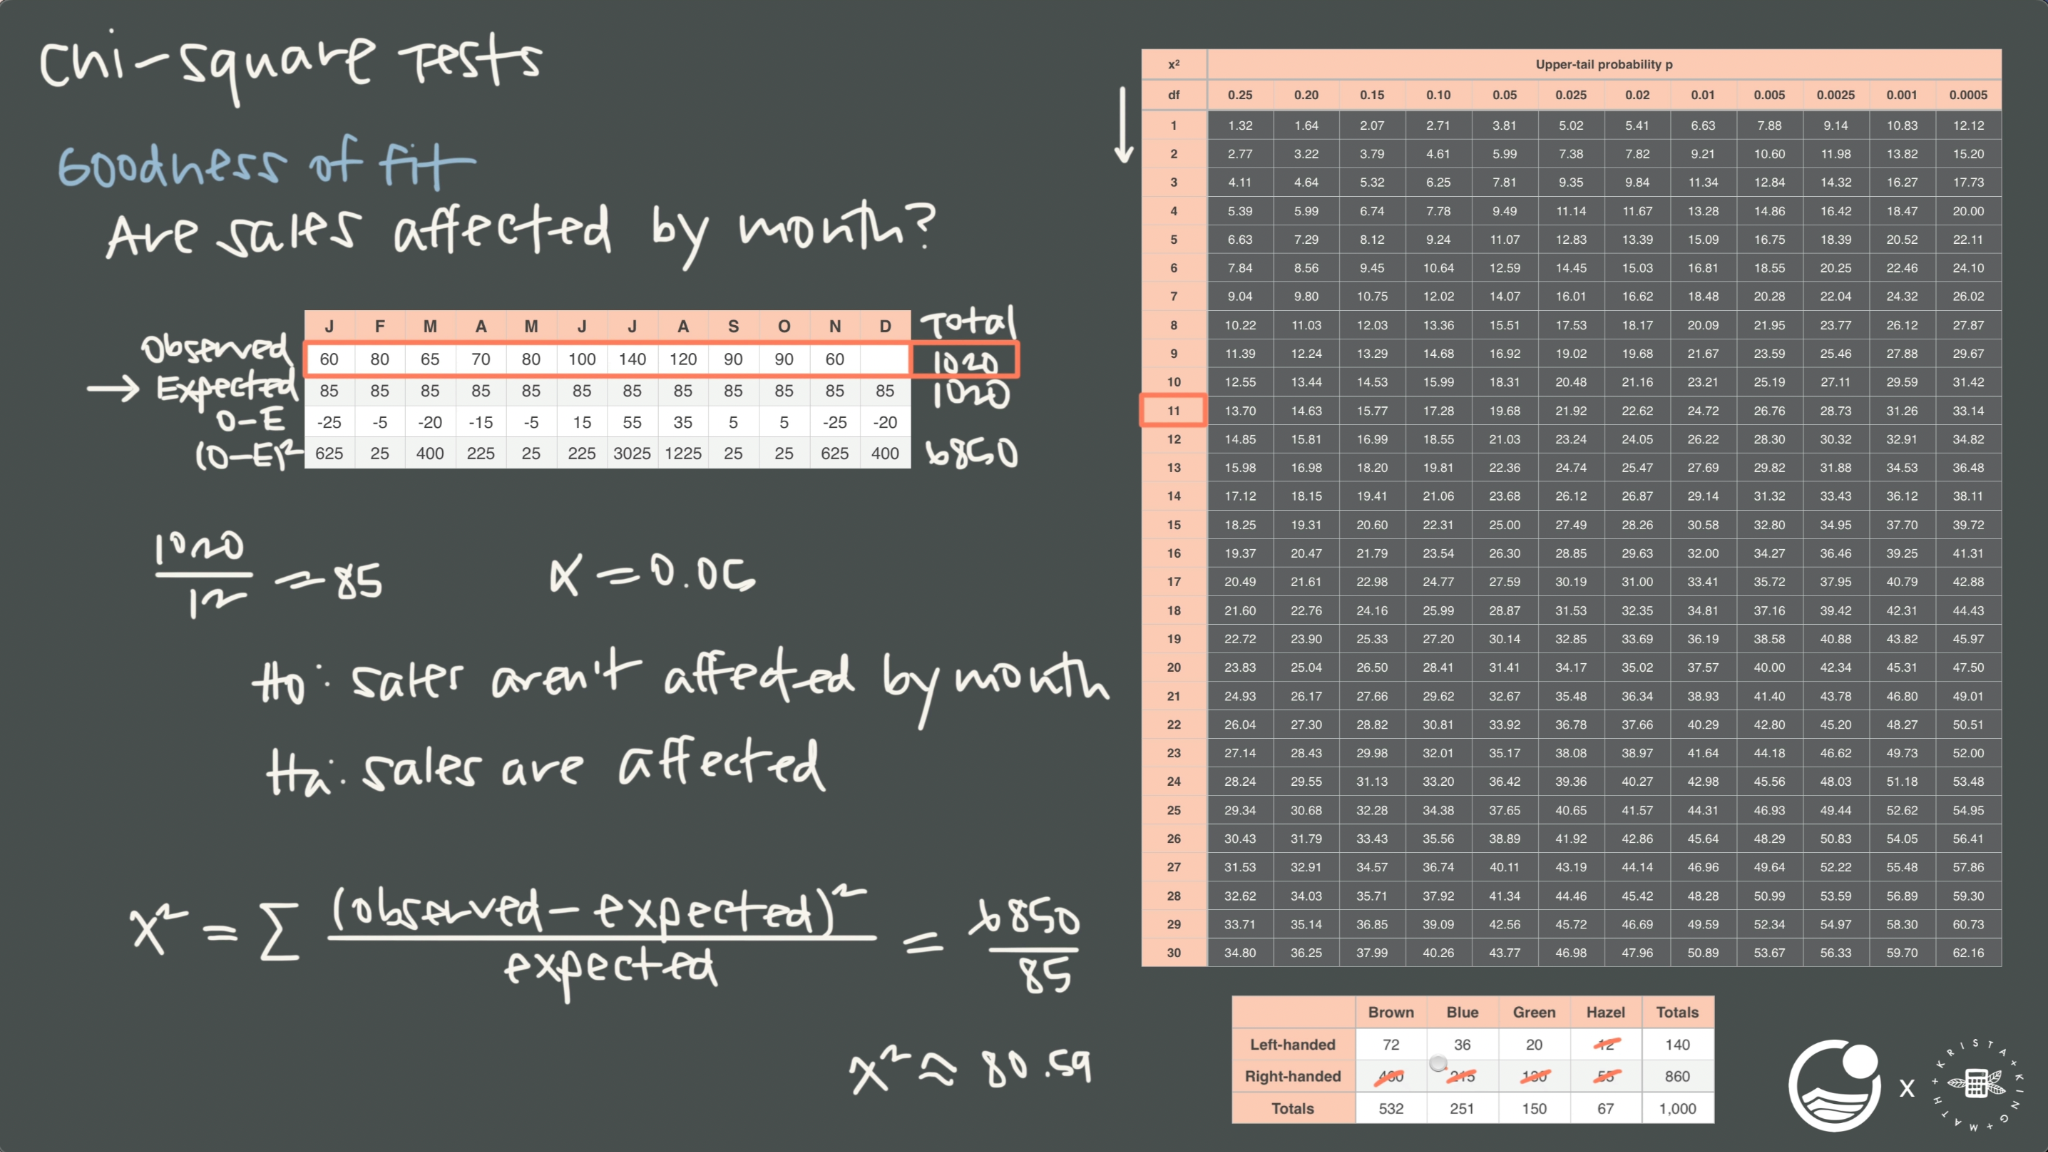 Chi-square Tests
Goodness of fit
Are sales affected by month?
J F M A M J J A S O N D Total
Observed 60 80 65 70 80 100 140 120 90 90 60 1020
→ Expected 85 85 85 85 85 85 85 85 85 85 85 85 1020
O-E -25 -5 -20 -15 -5 15 55 35 5 5 -25 -20
(O-E)² 625 25 400 225 25 225 3025 1225 25 25 625 400 6850
1020/12 = 85 α = 0.05
Ho: sales aren't affected by month
Ha: sales are affected
x² = Σ (observed - expected)²/expected = 6850/85
x² ≈ 80.59
x² Upper-tail probability p
df 0.25 0.20 0.15 0.10 0.05 0.025 0.02 0.01 0.005 0.0025 0.001 0.0005
1 1.32 1.64 2.07 2.71 3.81 5.02 5.41 6.63 7.88 9.14 10.83 12.12
2 2.77 3.22 3.79 4.61 5.99 7.38 7.82 9.21 10.60 11.98 13.82 15.20
3 4.11 4.64 5.32 6.25 7.81 9.35 9.84 11.34 12.84 14.32 16.27 17.73
4 5.39 5.99 6.74 7.78 9.49 11.14 11.67 13.28 14.86 16.42 18.47 20.00
5 6.63 7.29 8.12 9.24 11.07 12.83 13.39 15.09 16.75 18.39 20.52 22.11
6 7.84 8.56 9.45 10.64 12.59 14.45 15.03 16.81 18.55 20.25 22.46 24.10
7 9.04 9.80 10.75 12.02 14.07 16.01 16.62 18.48 20.28 22.04 24.32 26.02
8 10.22 11.03 12.03 13.36 15.51 17.53 18.17 20.09 21.95 23.77 26.12 27.87
9 11.39 12.24 13.29 14.68 16.92 19.02 19.68 21.67 23.59 25.46 27.88 29.67
10 12.55 13.44 14.53 15.99 18.31 20.48 21.16 23.21 25.19 27.11 29.59 31.42
11 13.70 14.63 15.77 17.28 19.68 21.92 22.62 24.72 26.76 28.73 31.26 33.14
12 14.85 15.81 16.99 18.55 21.03 23.24 24.05 26.22 28.30 30.32 32.91 34.82
13 15.98 16.98 18.20 19.81 22.36 24.74 25.47 27.69 29.82 31.88 34.53 36.48
14 17.12 18.15 19.41 21.06 23.68 26.12 26.87 29.14 31.32 33.43 36.12 38.11
15 18.25 19.31 20.60 22.31 25.00 27.49 28.26 30.58 32.80 34.95 37.70 39.72
16 19.37 20.47 21.79 23.54 26.30 28.85 29.63 32.00 34.27 36.46 39.25 41.31
17 20.49 21.61 22.98 24.77 27.59 30.19 31.00 33.41 35.72 37.95 40.79 42.88
18 21.60 22.76 24.16 25.99 28.87 31.53 32.35 34.81 37.16 39.42 42.31 44.43
19 22.72 23.90 25.33 27.20 30.14 32.85 33.69 36.19 38.58 40.88 43.82 45.97
20 23.83 25.04 26.50 28.41 31.41 34.17 35.02 37.57 40.00 42.34 45.31 47.50
21 24.93 26.17 27.66 29.62 32.67 35.48 36.34 38.93 41.40 43.78 46.80 49.01
22 26.04 27.30 28.82 30.81 33.92 36.78 37.66 40.29 42.80 45.20 48.27 50.51
23 27.14 28.43 29.98 32.01 35.17 38.08 38.97 41.64 44.18 46.62 49.73 52.00
24 28.24 29.55 31.13 33.20 36.42 39.36 40.27 42.98 45.56 48.03 51.18 53.48
25 29.34 30.68 32.28 34.38 37.65 40.65 41.57 44.31 46.93 49.44 52.62 54.95
26 30.43 31.79 33.43 35.56 38.89 41.92 42.86 45.64 48.29 50.83 54.05 56.41
27 31.53 32.91 34.57 36.74 40.11 43.19 44.14 46.96 49.64 52.22 55.48 57.86
28 32.62 34.03 35.71 37.92 41.34 44.46 45.42 48.28 50.99 53.59 56.89 59.30
29 33.71 35.14 36.85 39.09 42.56 45.72 46.69 49.59 52.34 54.97 58.30 60.73
30 34.80 36.25 37.99 40.26 43.77 46.98 47.96 50.89 53.67 56.33 59.70 62.16
Brown Blue Green Hazel Totals
Left-handed 72 36 20 12 140
Right-handed 460 215 130 55 860
Totals 532 251 150 67 1,000
X
KRISTA + KING + MATH +